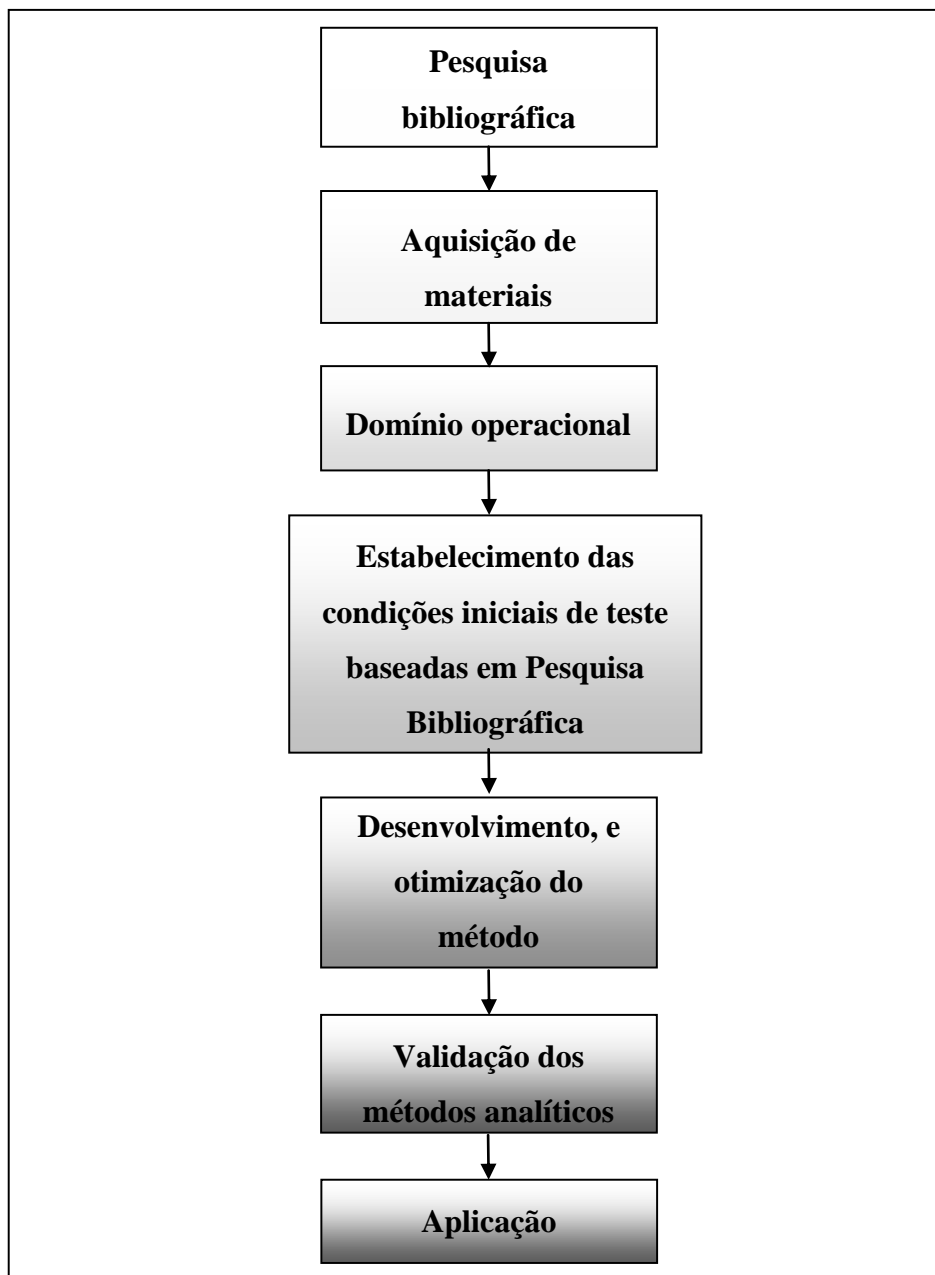 Pesquisa
bibliográfica
Aquisição de
materiais
Domínio operacional
Estabelecimento das
condições iniciais de teste
baseadas em Pesquisa
Bibliográfica
Desenvolvimento, e
otimização do
método
Validação dos
métodos analíticos
Aplicação